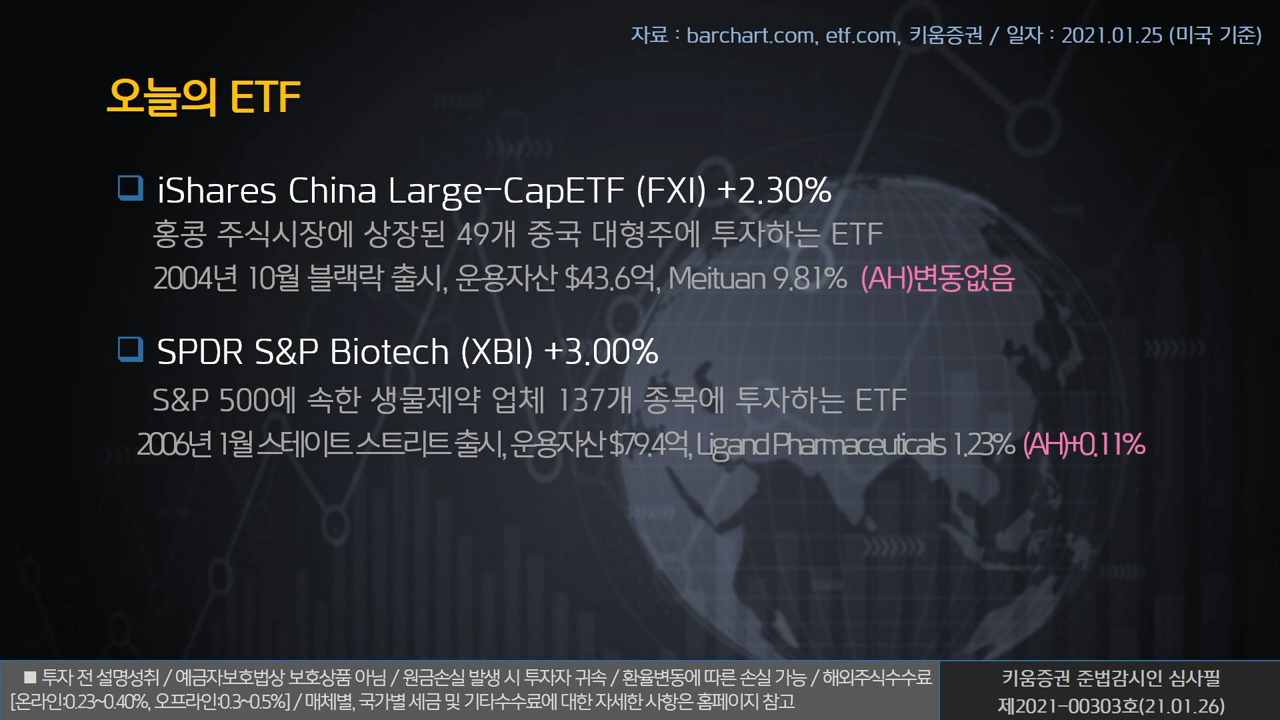 자료 : barchart.com, etf.com, 키움증권 / 일자 : 2021.01.25 (미국 기준)
오늘의 ETF
iShares China Large-CapETF (FXI) +2.30%
홍콩 주식시장에 상장된 49개 중국 대형주에 투자하는 ETF
2004년 10월 블랙락 출시, 운용자산 $43.6억, Meituan 9.81% (AH)변동없음
SPDR S&P Biotech (XBI) +3.00%
S&P 500에 속한 생물제약 업체 137개 종목에 투자하는 ETF
2006년 1월 스테이트 스트리트 출시, 운용자산 $79.4억, Ligand Pharmaceuticals 1.23% (AH)+0.11%
■ 투자 전 설명성취 / 예금자보호법상 보호상품 아님 / 원금손실 발생 시 투자자 귀속 / 환율변동에 따른 손실 가능 / 해외주식수수료
[온라인:0.23~0.40%, 오프라인:0.3~0.5%] / 매체별, 국가별 세금 및 기타수수료에 대한 자세한 사항은 홈페이지 참고
키움증권 준법감시인 심사필
제2021-00303호(21.01.26)